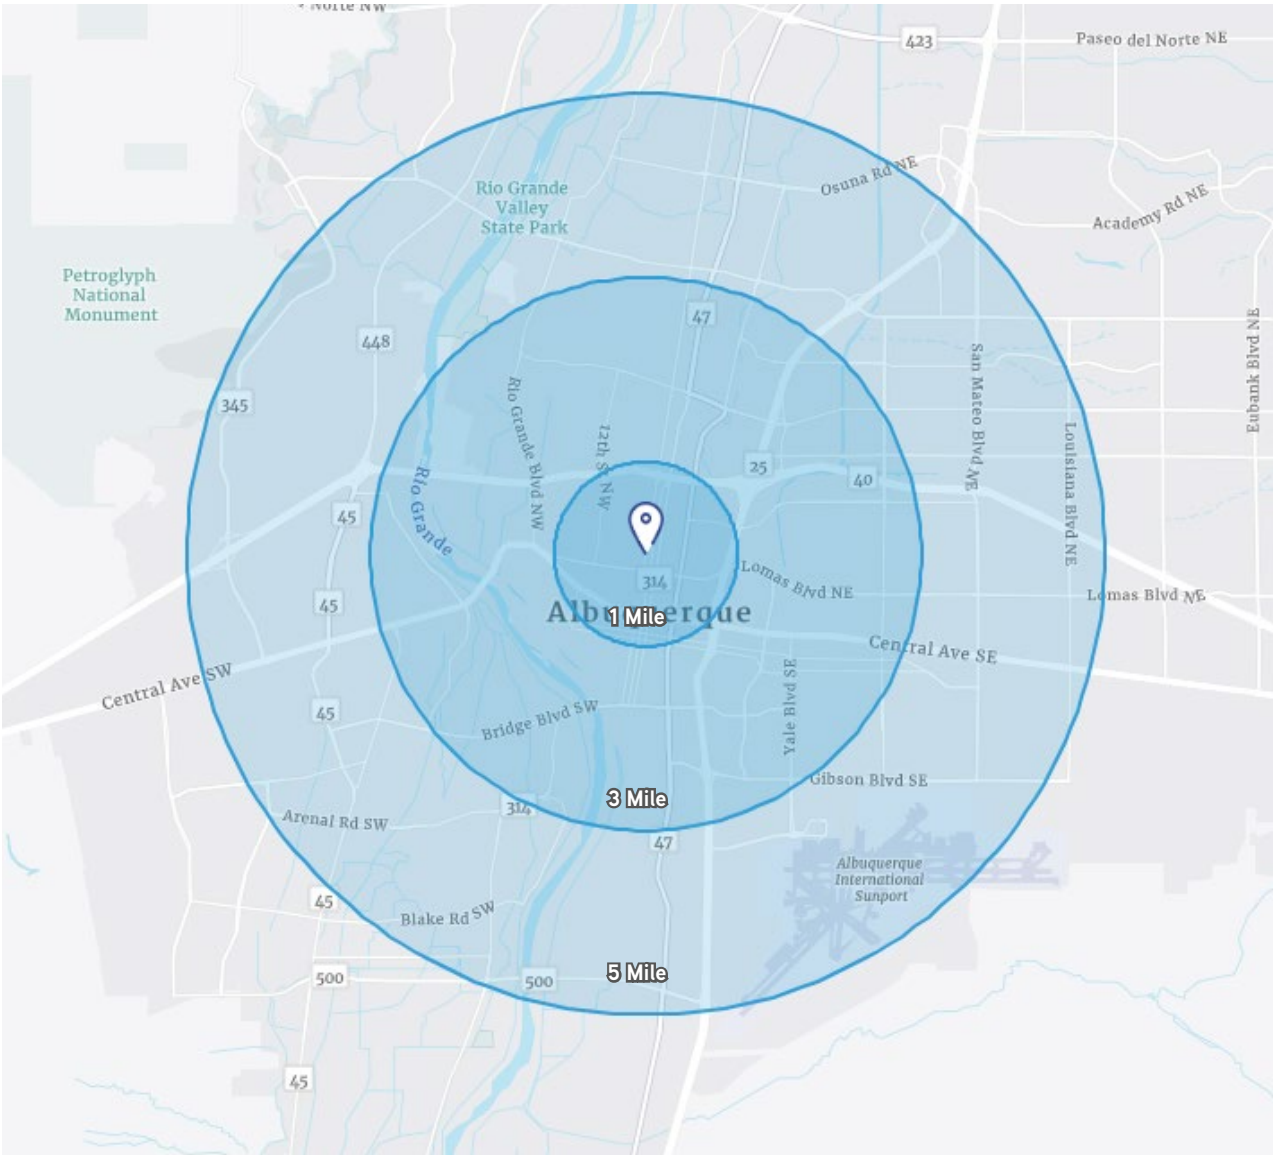 Norte NW
423
Paseo del Norte NE
Osuna Rd NE
Academy Rd NE
Rio Grande
Valley
State Park
Petroglyph
National
Monument
47
448
345
Eubank Blvd NE
San Mateo Blvd NE
Louisiana Blvd NE
Rio Grande Blvd NW
12th St NW
25
40
Rio Grande
45
314
Lomas Blvd NE
Lomas Blvd NE
45
Albuquerque
1 Mile
Central Ave SE
Central Ave SW
45
Bridge Blvd SW
Yale Blvd SE
Gibson Blvd SE
3 Mile
314
Arenal Rd SW
47
Albuquerque
International
Sunport
45
Blake Rd SW
5 Mile
500
500
45